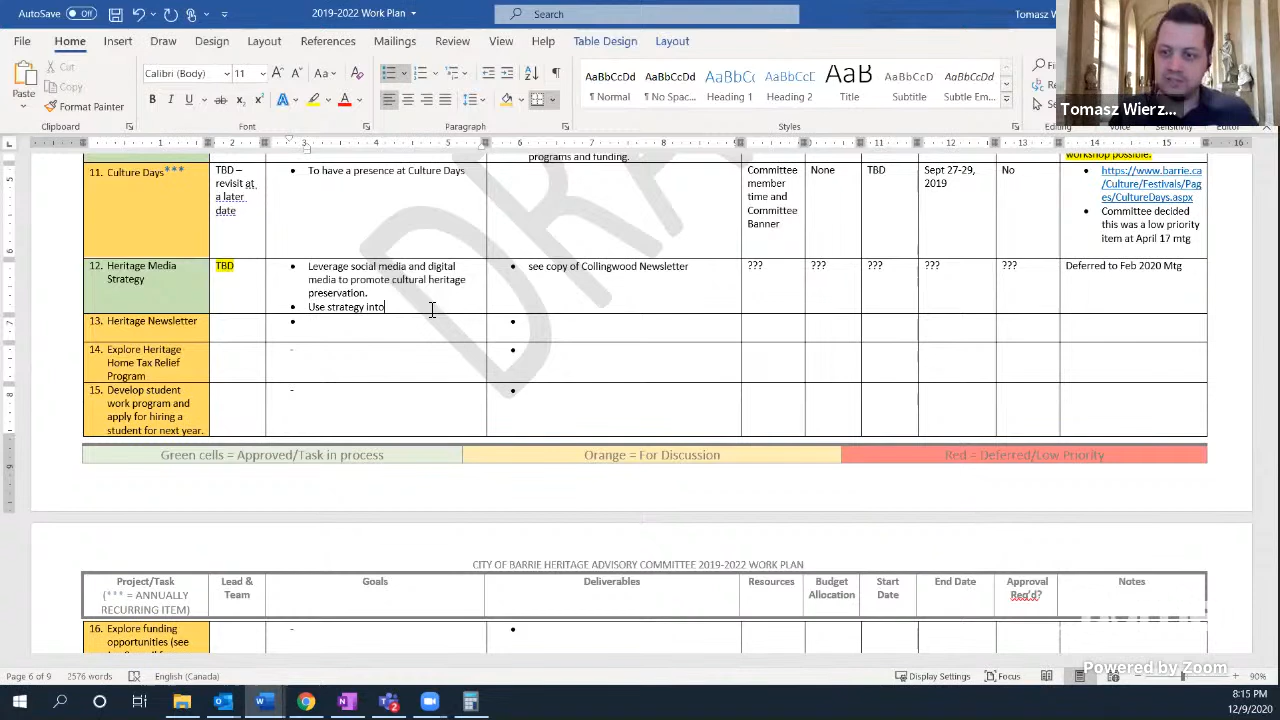 AutoSave Off
2019-2022 Work Plan
Search
Tomasz W
File Home Insert Draw Design Layout References Mailings Review View Help Acrobat Table Design Layout
Paste
Cut
Copy
Format Painter
Clipboard
Calibri (Body) 11
Font
Paragraph
AaBbCcDd AaBbCcDd AaBbCc AaBbCcD AaB AaBbCcD AaBbCcDd
¶ Normal ¶ No Spac... Heading 1 Heading 2 Title Subtitle Subtle Em...
Styles
Tomasz Wierz...
Sensitivity
programs and funding.
workshop possible.
11. Culture Days***
TBD –
revisit at
a later
date
• To have a presence at Culture Days
Committee
member
time and
Committee
Banner
None
TBD
Sept 27-29,
2019
No
• https://www.barrie.ca
/Culture/Festivals/Pag
es/CultureDays.aspx
• Committee decided
this was a low priority
item at April 17 mtg
12. Heritage Media
Strategy
TBD
• Leverage social media and digital
media to promote cultural heritage
preservation.
• Use strategy into
• see copy of Collingwood Newsletter
??? ??? ??? ??? ???
Deferred to Feb 2020 Mtg
13. Heritage Newsletter
14. Explore Heritage
Home Tax Relief
Program
15. Develop student
work program and
apply for hiring a
student for next year.
Green cells = Approved/Task in process
Orange = For Discussion
Red = Deferred/Low Priority
CITY OF BARRIE HERITAGE ADVISORY COMMITTEE 2019-2022 WORK PLAN
Project/Task
(*** = ANNUALLY
RECURRING ITEM)
Lead &
Team
Goals
Deliverables
Resources
Budget
Allocation
Start
Date
End Date
Approval
Req'd?
Notes
16. Explore funding
opportunities (see
Powered by Zoom
Page 6 of 9 2576 words English (Canada)
Display Settings Focus 90%
8:15 PM
12/9/2020